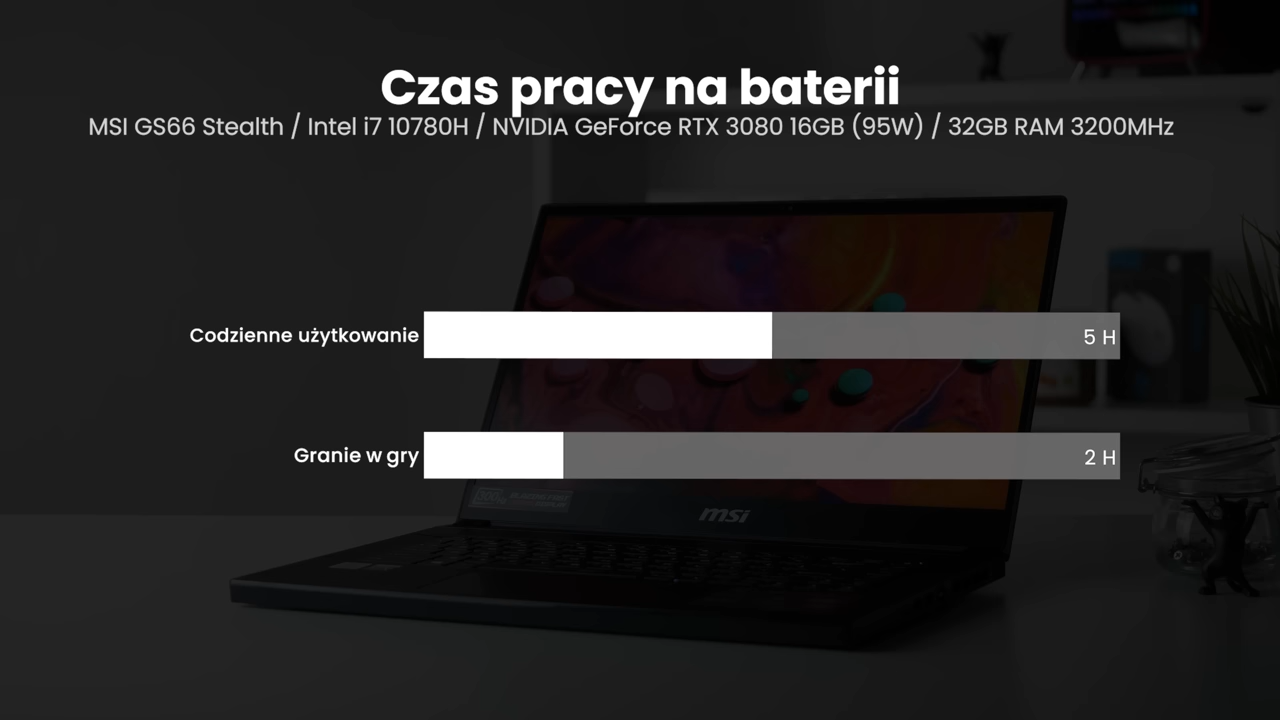 Czas pracy na baterii
MSI GS66 Stealth / Intel i7 10780H / NVIDIA GeForce RTX 3080 16GB (95W) / 32GB RAM 3200MHz
Codzienne użytkowanie
5 H
Granie w gry
2 H
msi